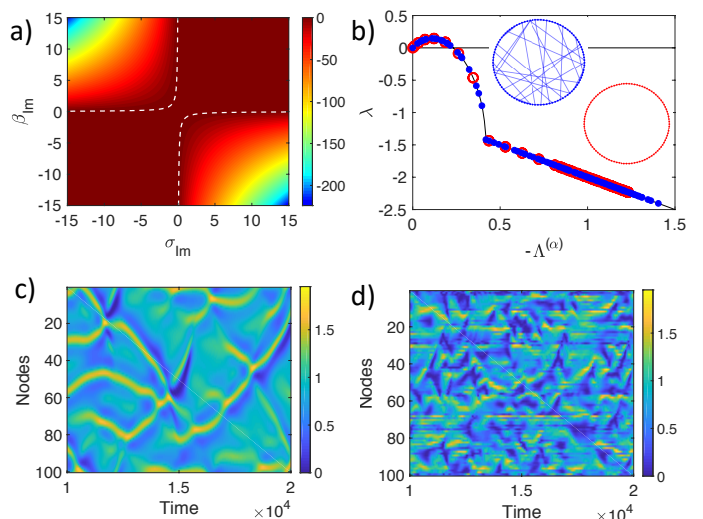 a)
15
10
5
0
-5
-10
-15
β_Im
-15 -5 0 5 15
σ_Im
0
-50
-100
-150
-200
b)
0.5
0
-0.5
-1
-1.5
-2
-2.5
λ
0 0.5 1 1.5
-Λ^(α)
c)
20
40
60
80
100
Nodes
1 1.5 2
Time ×10^4
1.5
1
0.5
0
d)
20
40
60
80
100
Nodes
1 1.5 2
Time ×10^4
1.5
1
0.5
0